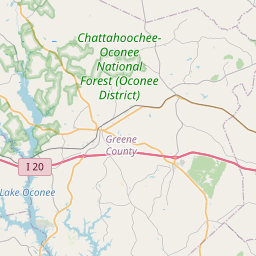 Chattahoochee-
Oconee
National
Forest (Oconee
District)
Greene
County
I 20
Lake Oconee